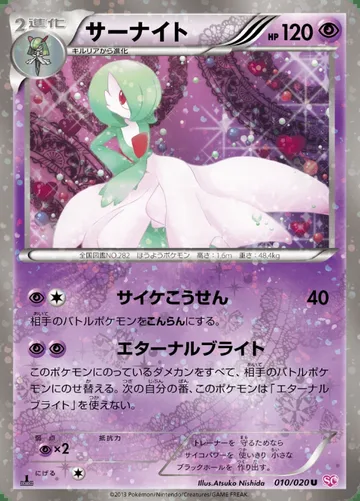 2進化
サーナイト
HP120
キルリアから進化
全国図鑑NO.282 ほうようポケモン 高さ:1.6m 重さ:48.4kg
サイケこうせん 40
相手のバトルポケモンをこんらんにする。
エターナルブライト
このポケモンにのっているダメカンをすべて、相手のバトルポケモンにのせ替える。次の自分の番、このポケモンは「エターナル
ブライト」を使えない。
弱点 抵抗力
×2
にげる
トレーナーを 守るためなら
サイコパワーを 使いきり 小さな
ブラックホールを 作り出す。
Illus.Atsuko Nishida
010/020 U
SC
©2013 Pokémon/Nintendo/Creatures/GAME FREAK.